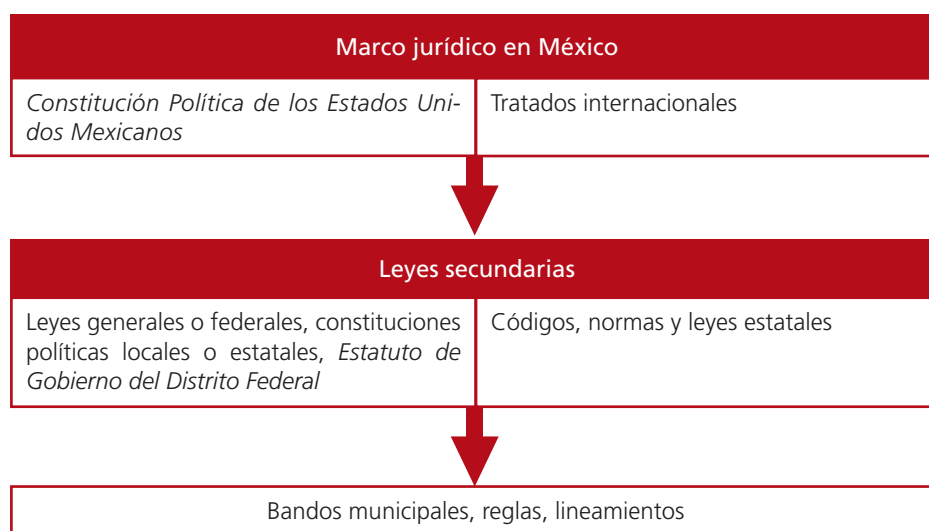 Marco jurídico en México
Constitución Política de los Estados Uni-
dos Mexicanos
Tratados internacionales
Leyes secundarias
Leyes generales o federales, constituciones
políticas locales o estatales, Estatuto de
Gobierno del Distrito Federal
Códigos, normas y leyes estatales
Bandos municipales, reglas, lineamientos